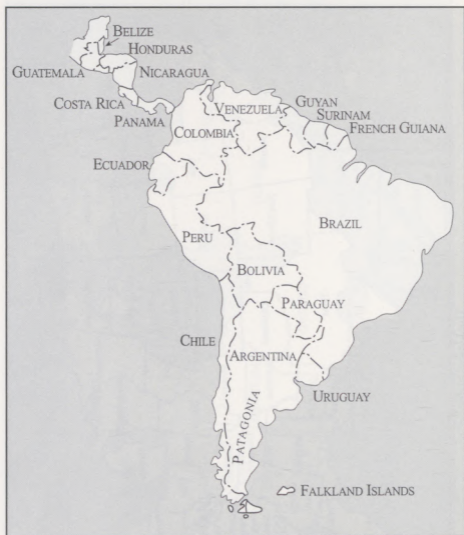 BELIZE
HONDURAS
GUATEMALA
NICARAGUA
COSTA RICA
PANAMA
VENEZUELA
GUYAN
SURINAM
FRENCH GUIANA
COLOMBIA
ECUADOR
BRAZIL
PERU
BOLIVIA
PARAGUAY
CHILE
ARGENTINA
URUGUAY
PATAGONIA
FALKLAND ISLANDS